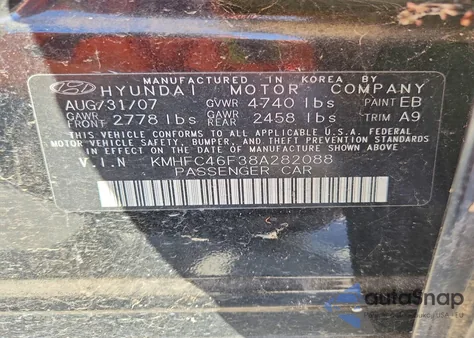 MANUFACTURED IN KOREA BY
HYUNDAI MOTOR COMPANY
AUG/31/07 GVWR 4740 lbs PAINT EB
GAWR FRONT 2778 lbs GAWR REAR 2458 lbs TRIM A9
THIS VEHICLE CONFORMS TO ALL APPLICABLE U.S.A. FEDERAL
MOTOR VEHICLE SAFETY, BUMPER, AND THEFT PREVENTION STANDARDS
IN EFFECT ON THE DATE OF MANUFACTURE SHOWN ABOVE.
V.I.N KMHFC46F38A282088
PASSENGER CAR
autoSnap